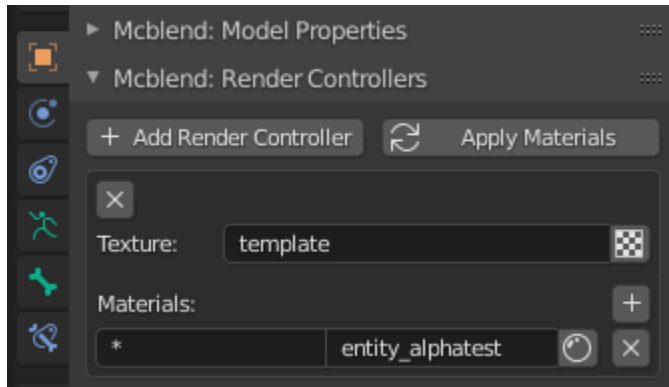 Mcblend: Model Properties
Mcblend: Render Controllers
+ Add Render Controller Apply Materials
Texture: template
Materials:
* entity_alphatest